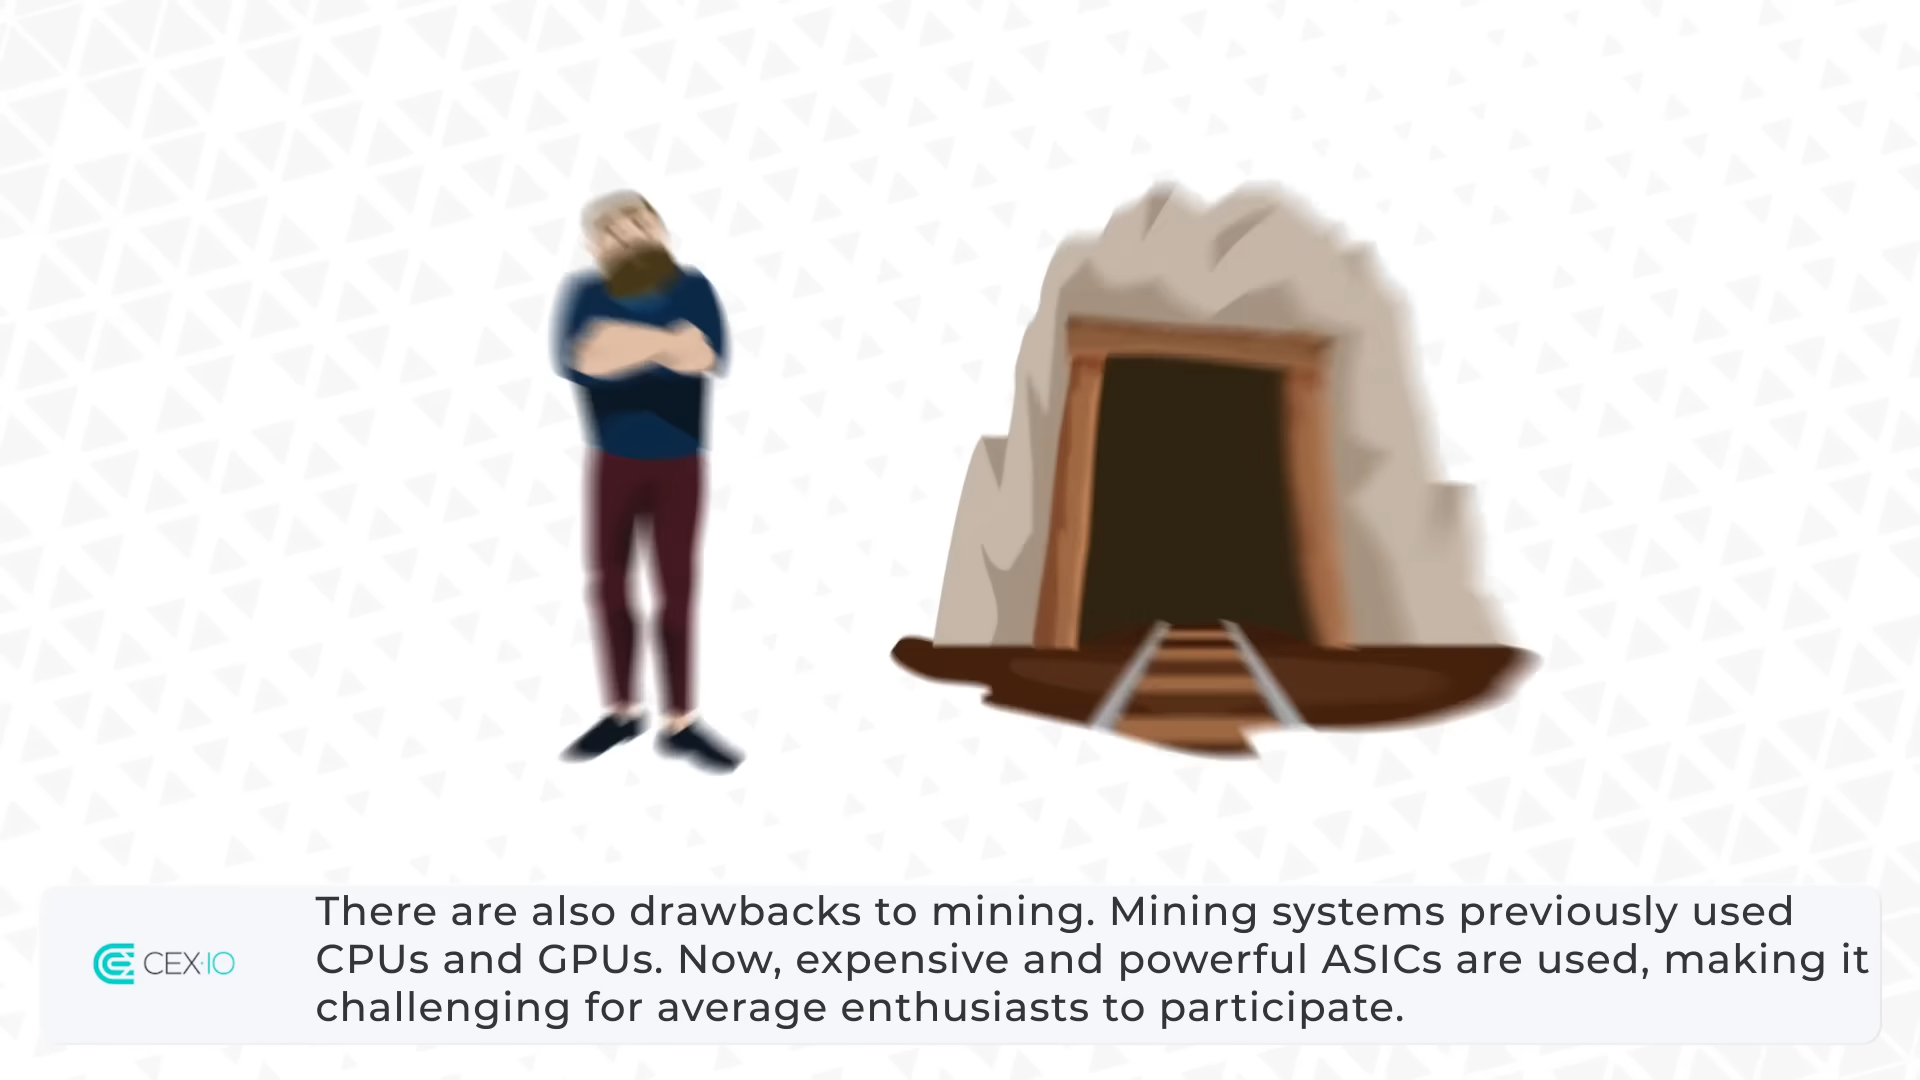 There are also drawbacks to mining. Mining systems previously used
CPUs and GPUs. Now, expensive and powerful ASICs are used, making it
challenging for average enthusiasts to participate.
CEX·IO